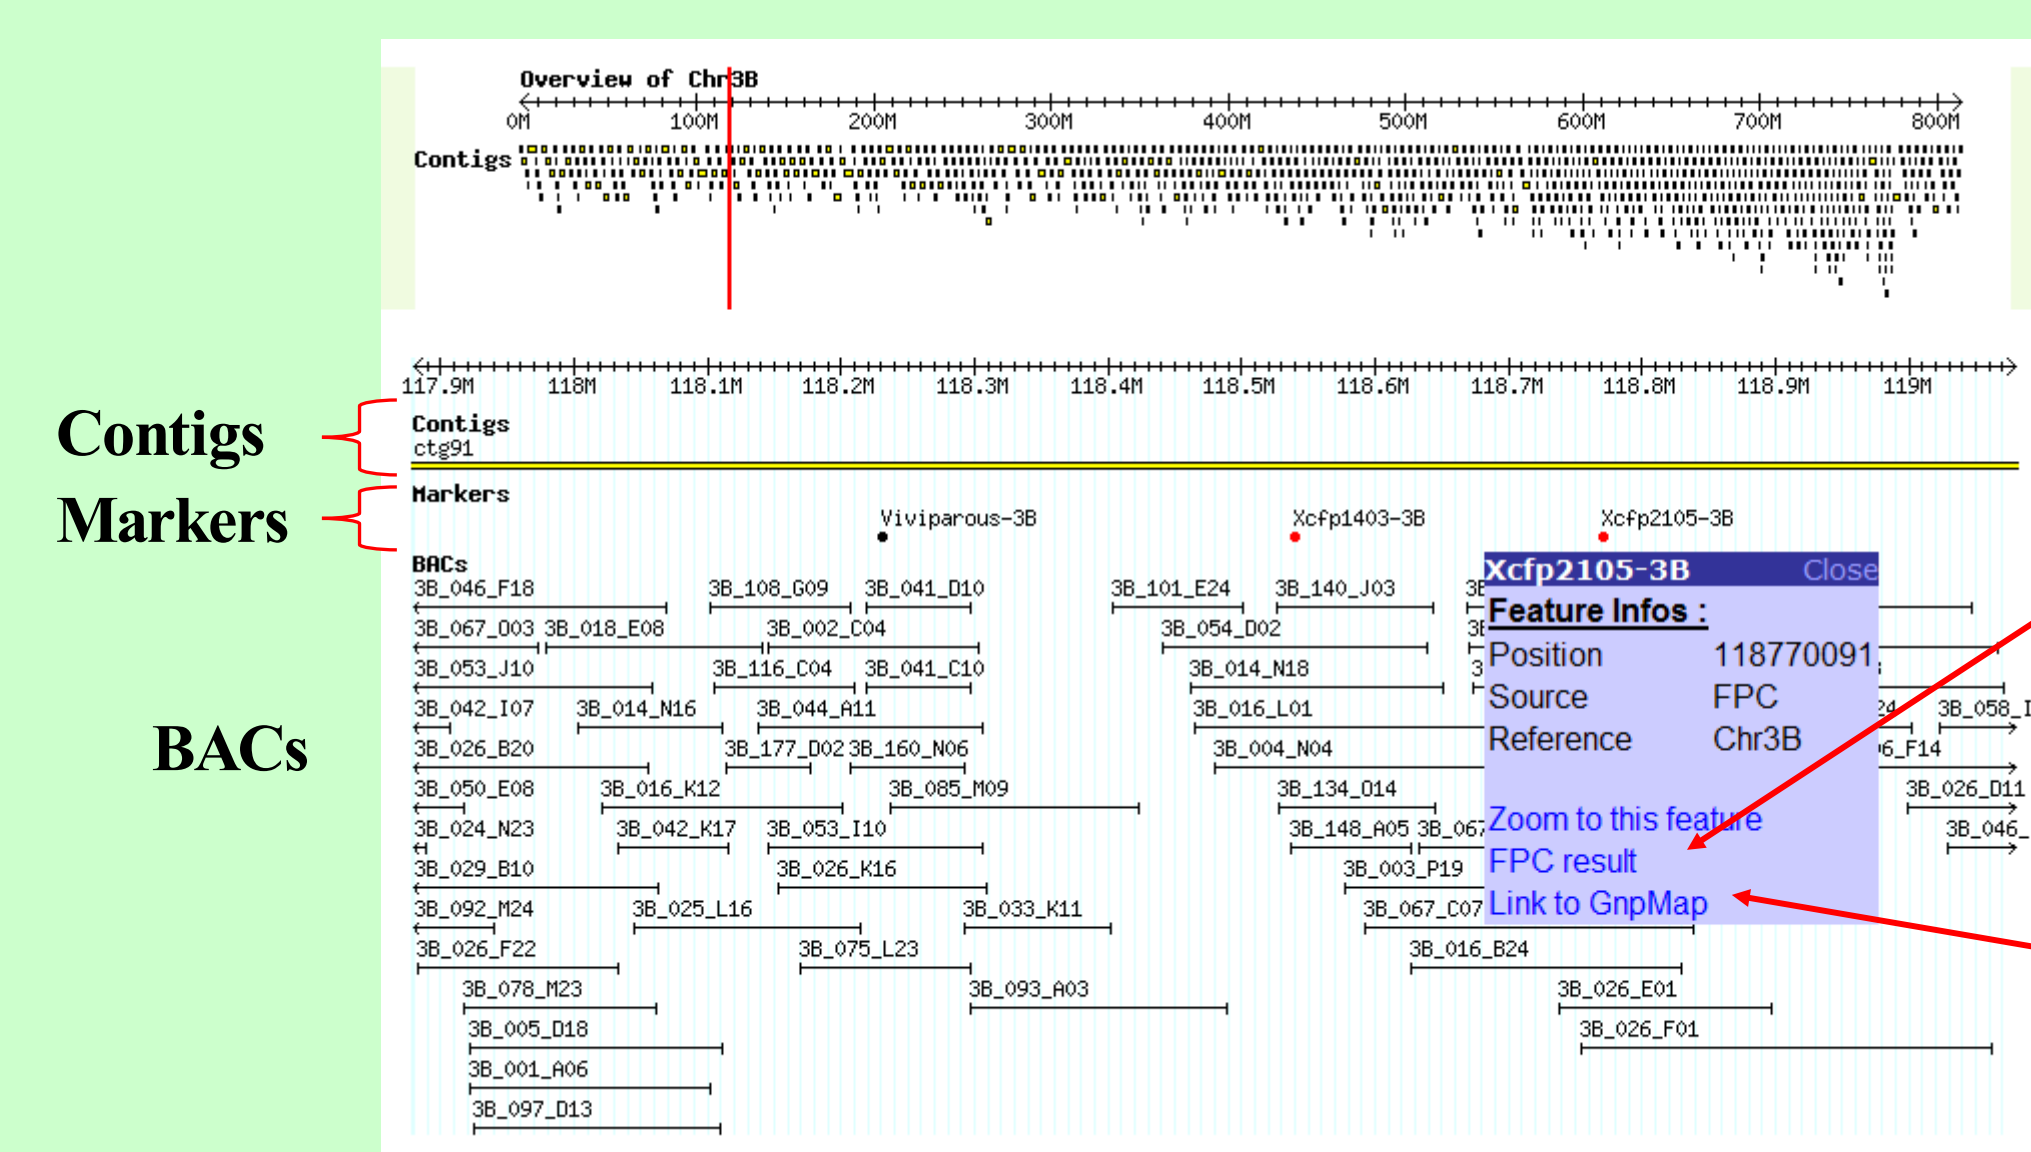 Overview of Chr3B
0M 100M 200M 300M 400M 500M 600M 700M 800M
Contigs
117.9M 118M 118.1M 118.2M 118.3M 118.4M 118.5M 118.6M 118.7M 118.8M 118.9M 119M
Contigs
Contigs
ctg91
Markers
Markers
Viviparous-3B Xcfp1403-3B Xcfp2105-3B
BACs
BACs
3B_046_F18 3B_108_G09 3B_041_D10 3B_101_E24 3B_140_J03
3B_067_O03 3B_018_E08 3B_002_C04 3B_054_D02
3B_053_J10 3B_116_C04 3B_041_C10 3B_014_N18
3B_042_I07 3B_014_N16 3B_044_A11 3B_016_L01 3B_058_I
3B_026_B20 3B_177_D02 3B_160_N06 3B_004_N04 6_F14
3B_050_E08 3B_016_K12 3B_085_M09 3B_134_O14 3B_026_D11
3B_024_N23 3B_042_K17 3B_053_I10 3B_148_A05 3B_067 3B_046_
3B_029_B10 3B_026_K16 3B_003_P19
3B_092_M24 3B_025_L16 3B_033_K11 3B_067_C07
3B_026_F22 3B_075_L23 3B_016_B24
3B_078_M23 3B_093_A03 3B_026_E01
3B_005_D18 3B_026_F01
3B_001_A06
3B_097_D13
Xcfp2105-3B Close
Feature Infos :
Position 118770091
Source FPC
Reference Chr3B
Zoom to this feature
FPC result
Link to GnpMap